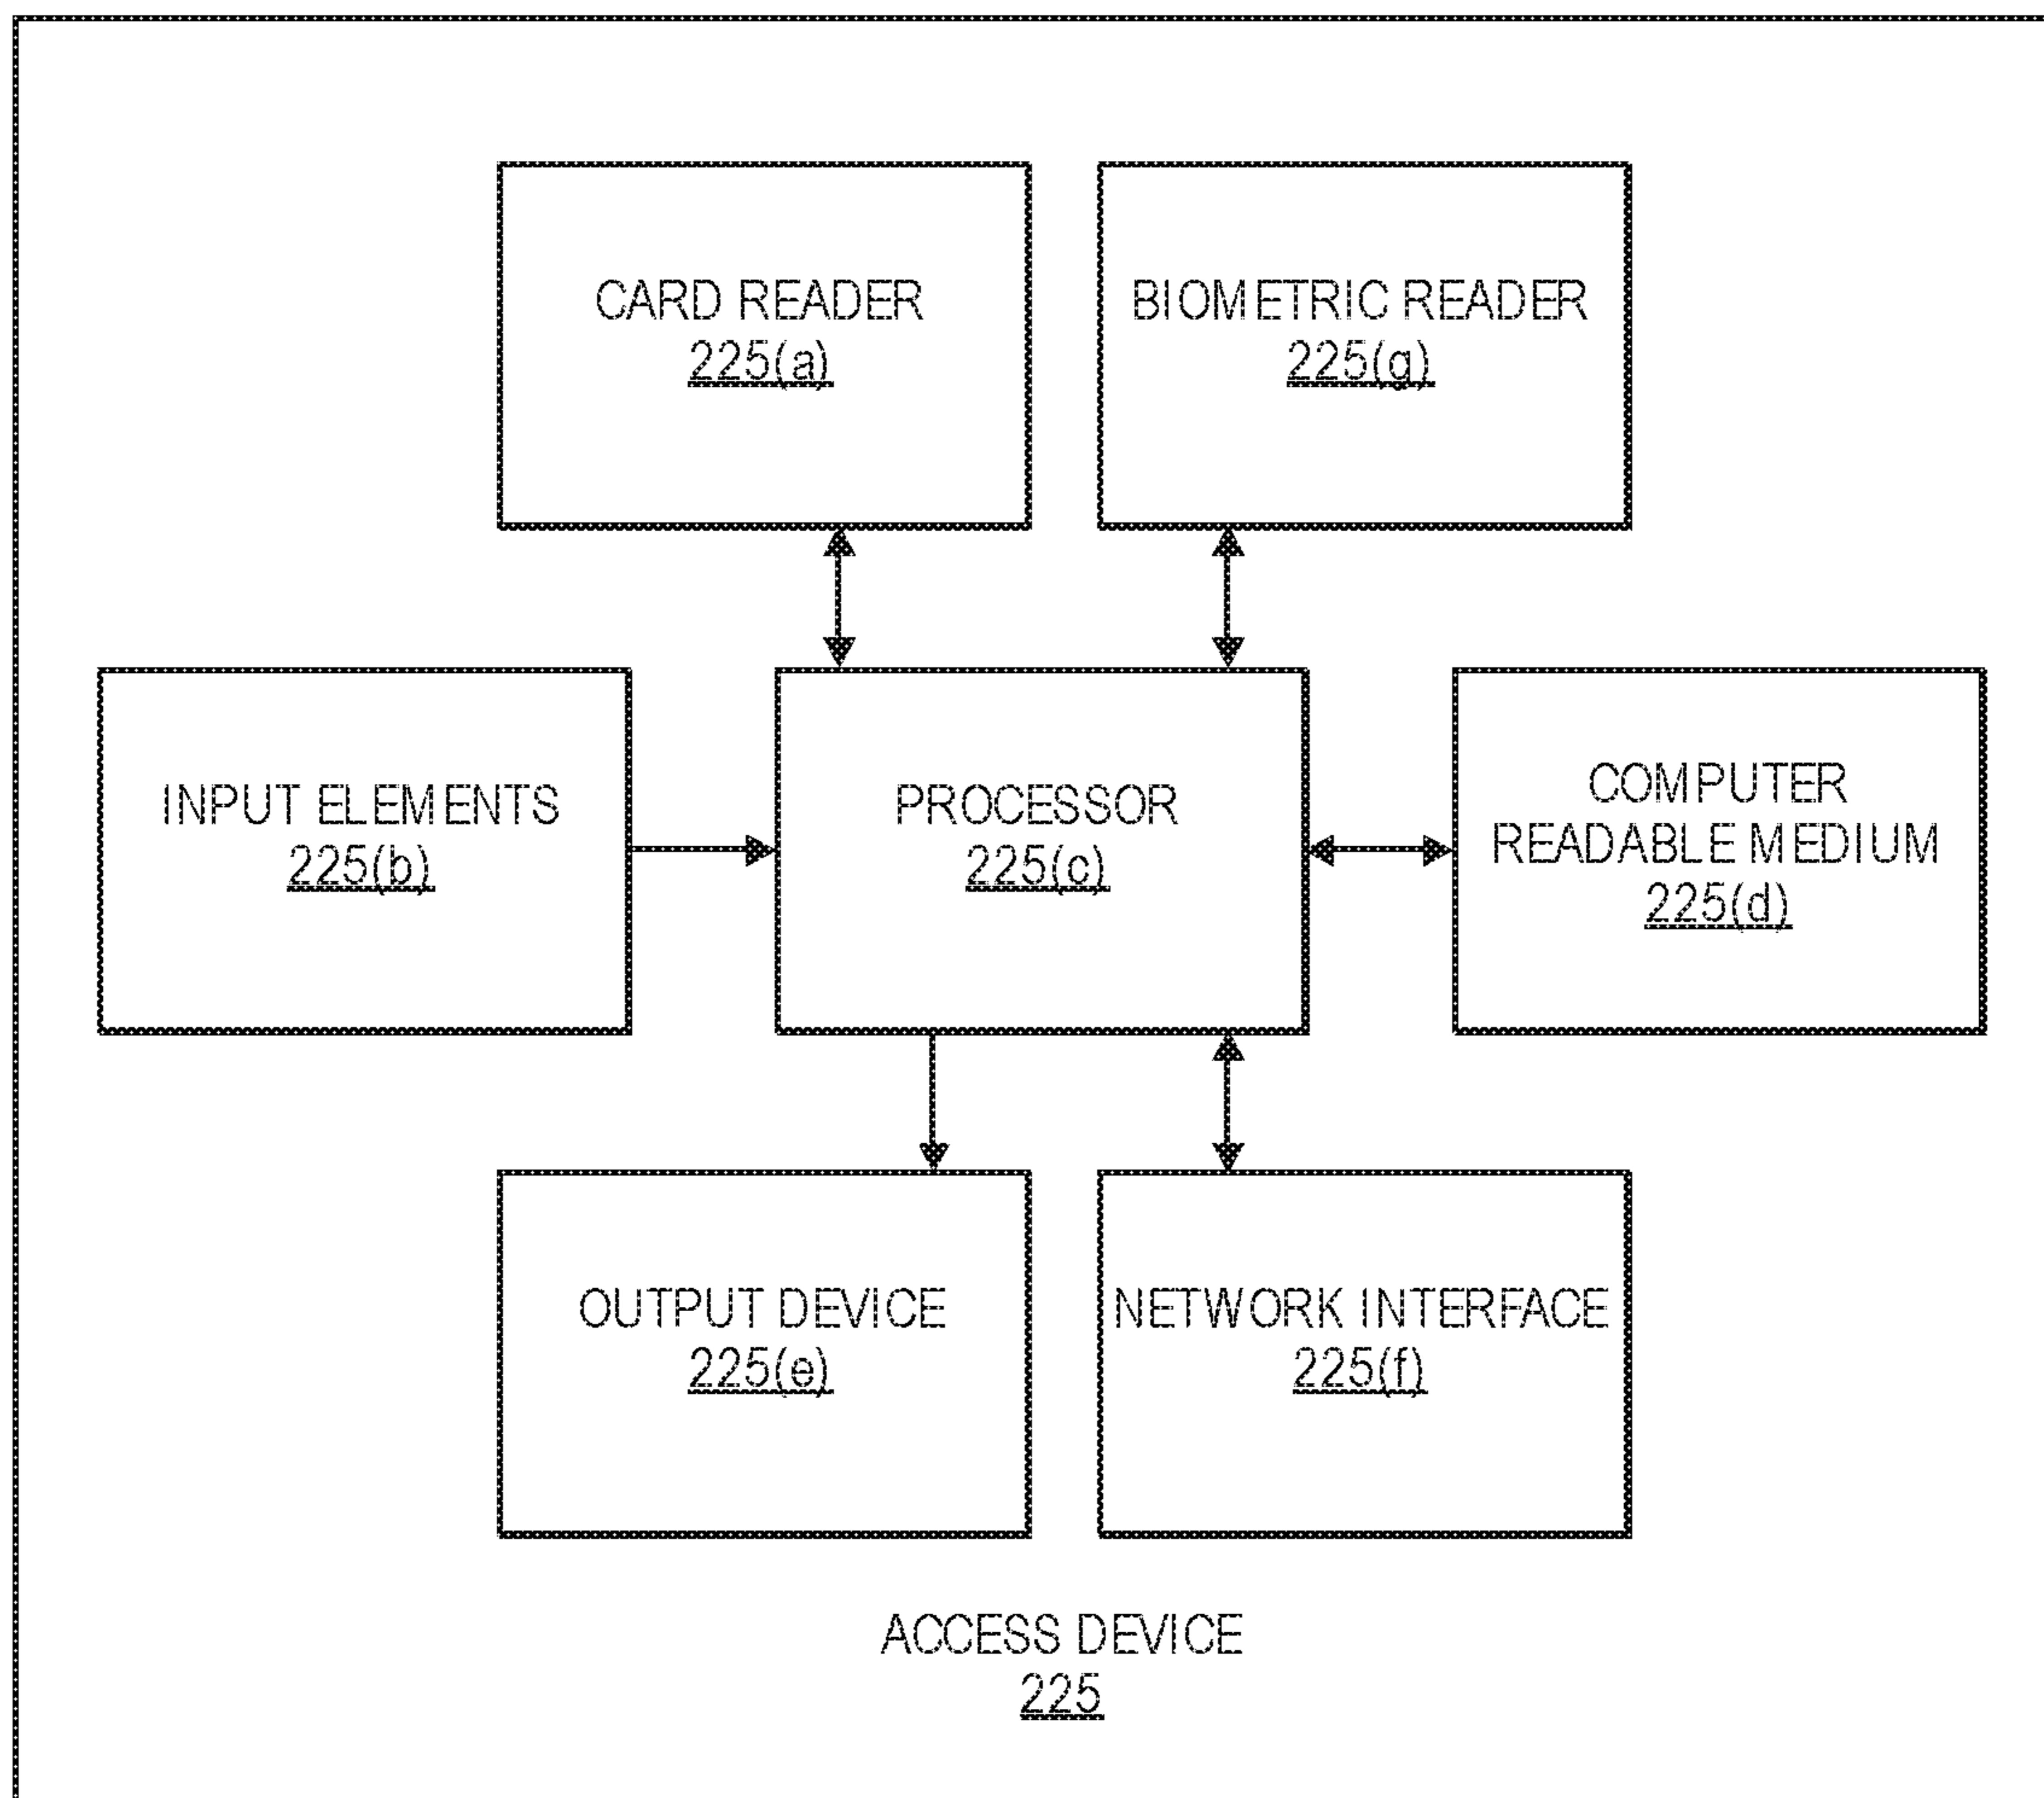 CARD READER
225(a)
BIOMETRIC READER
225(g)
INPUT ELEMENTS
225(b)
PROCESSOR
225(c)
COMPUTER
READABLE MEDIUM
225(d)
OUTPUT DEVICE
225(e)
NETWORK INTERFACE
225(f)
ACCESS DEVICE
225